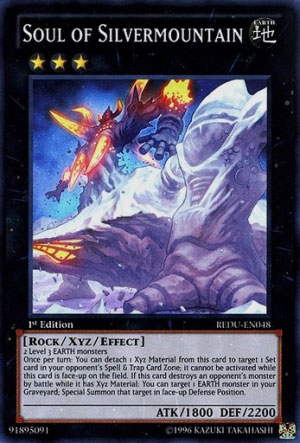 SOUL OF SILVERMOUNTAIN
EARTH
地
1st Edition
REDU-EN048
[ROCK/XYZ/EFFECT]
2 Level 3 EARTH monsters
Once per turn: You can detach 1 Xyz Material from this card to target 1 Set
card in your opponent's Spell & Trap Card Zone; it cannot be activated while
this card is face-up on the field. If this card destroys an opponent's monster
by battle while it has Xyz Material: You can target 1 EARTH monster in your
Graveyard; Special Summon that target in face-up Defense Position.
ATK/1800 DEF/2200
91895091
©1996 KAZUKI TAKAHASHI